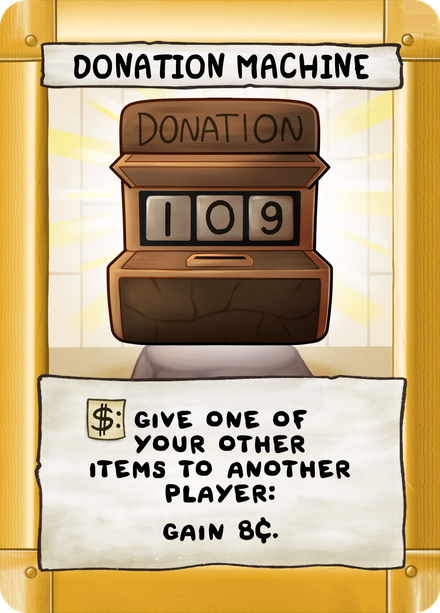 DONATION MACHINE
DONATION
109
$: GIVE ONE OF
YOUR OTHER
ITEMS TO ANOTHER
PLAYER:
GAIN 8¢.